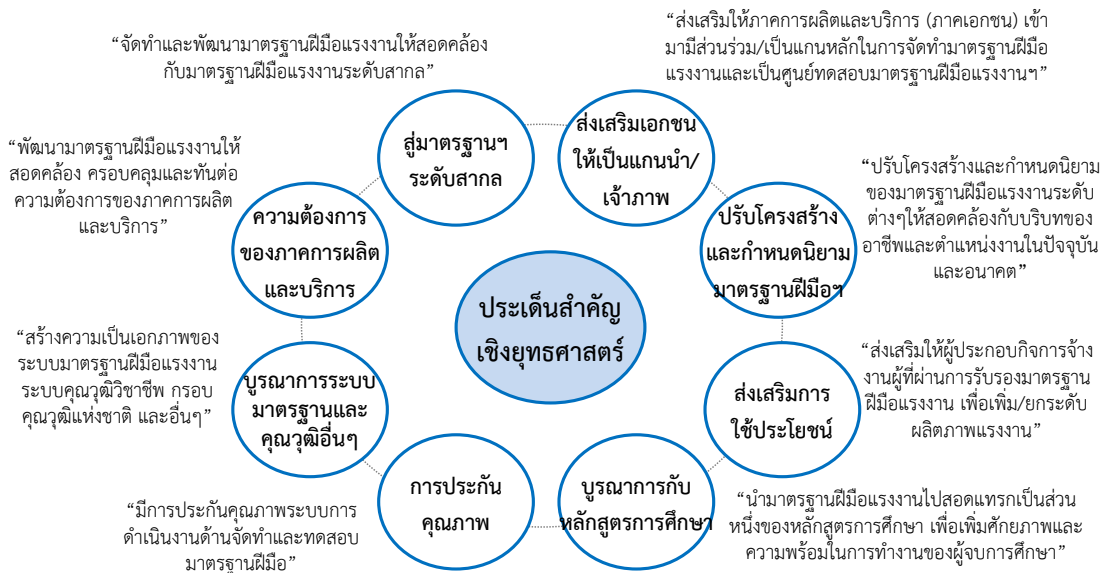 “จัดทำและพัฒนามาตรฐานฝีมือแรงงานให้สอดคล้อง
กับมาตรฐานฝีมือแรงงานระดับสากล”
“ส่งเสริมให้ภาคการผลิตและบริการ (ภาคเอกชน) เข้า
มามีส่วนร่วม/เป็นแกนหลักในการจัดทำมาตรฐานฝีมือ
แรงงานและเป็นศูนย์ทดสอบมาตรฐานฝีมือแรงงานฯ”
สู่มาตรฐานฯ
ระดับสากล
ส่งเสริมเอกชน
ให้เป็นแกนนำ/
เจ้าภาพ
“พัฒนามาตรฐานฝีมือแรงงานให้
สอดคล้อง ครอบคลุมและทันต่อ
ความต้องการของภาคการผลิต
และบริการ”
ความต้องการ
ของภาคการผลิต
และบริการ
ปรับโครงสร้าง
และกำหนดนิยาม
มาตรฐานฝีมือฯ
“ปรับโครงสร้างและกำหนดนิยาม
ของมาตรฐานฝีมือแรงงานระดับ
ต่างๆให้สอดคล้องกับบริบทของ
อาชีพและตำแหน่งงานในปัจจุบัน
และอนาคต”
ประเด็นสำคัญ
เชิงยุทธศาสตร์
“สร้างความเป็นเอกภาพของ
ระบบมาตรฐานฝีมือแรงงาน
ระบบคุณวุฒิวิชาชีพ กรอบ
คุณวุฒิแห่งชาติ และอื่นๆ”
บูรณาการระบบ
มาตรฐานและ
คุณวุฒิอื่นๆ
ส่งเสริมการ
ใช้ประโยชน์
“ส่งเสริมให้ผู้ประกอบกิจการจ้าง
งานผู้ที่ผ่านการรับรองมาตรฐาน
ฝีมือแรงงาน เพื่อเพิ่ม/ยกระดับ
ผลิตภาพแรงงาน”
การประกัน
คุณภาพ
บูรณาการกับ
หลักสูตรการศึกษา
“มีการประกันคุณภาพระบบการ
ดำเนินงานด้านจัดทำและทดสอบ
มาตรฐานฝีมือ”
“นำมาตรฐานฝีมือแรงงานไปสอดแทรกเป็นส่วน
หนึ่งของหลักสูตรการศึกษา เพื่อเพิ่มศักยภาพและ
ความพร้อมในการทำงานของผู้จบการศึกษา”